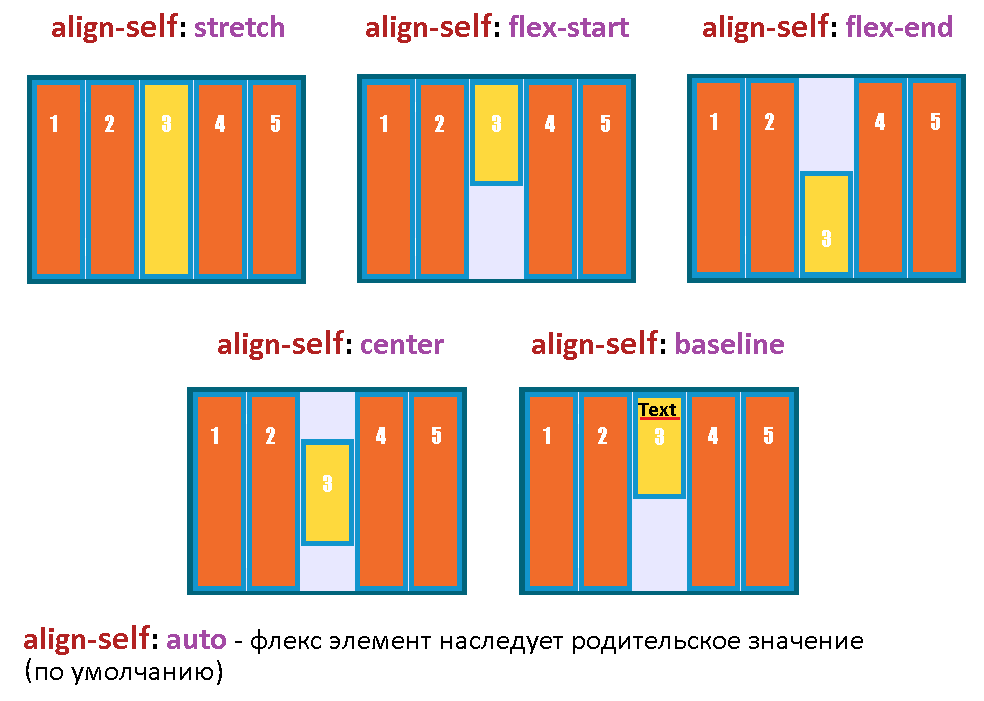 align-self: stretch align-self: flex-start align-self: flex-end
1 2 3 4 5 1 2 3 4 5 1 2 3 4 5
align-self: center align-self: baseline
Text
1 2 3 4 5 1 2 3 4 5
align-self: auto - флекс элемент наследует родительское значение
(по умолчанию)